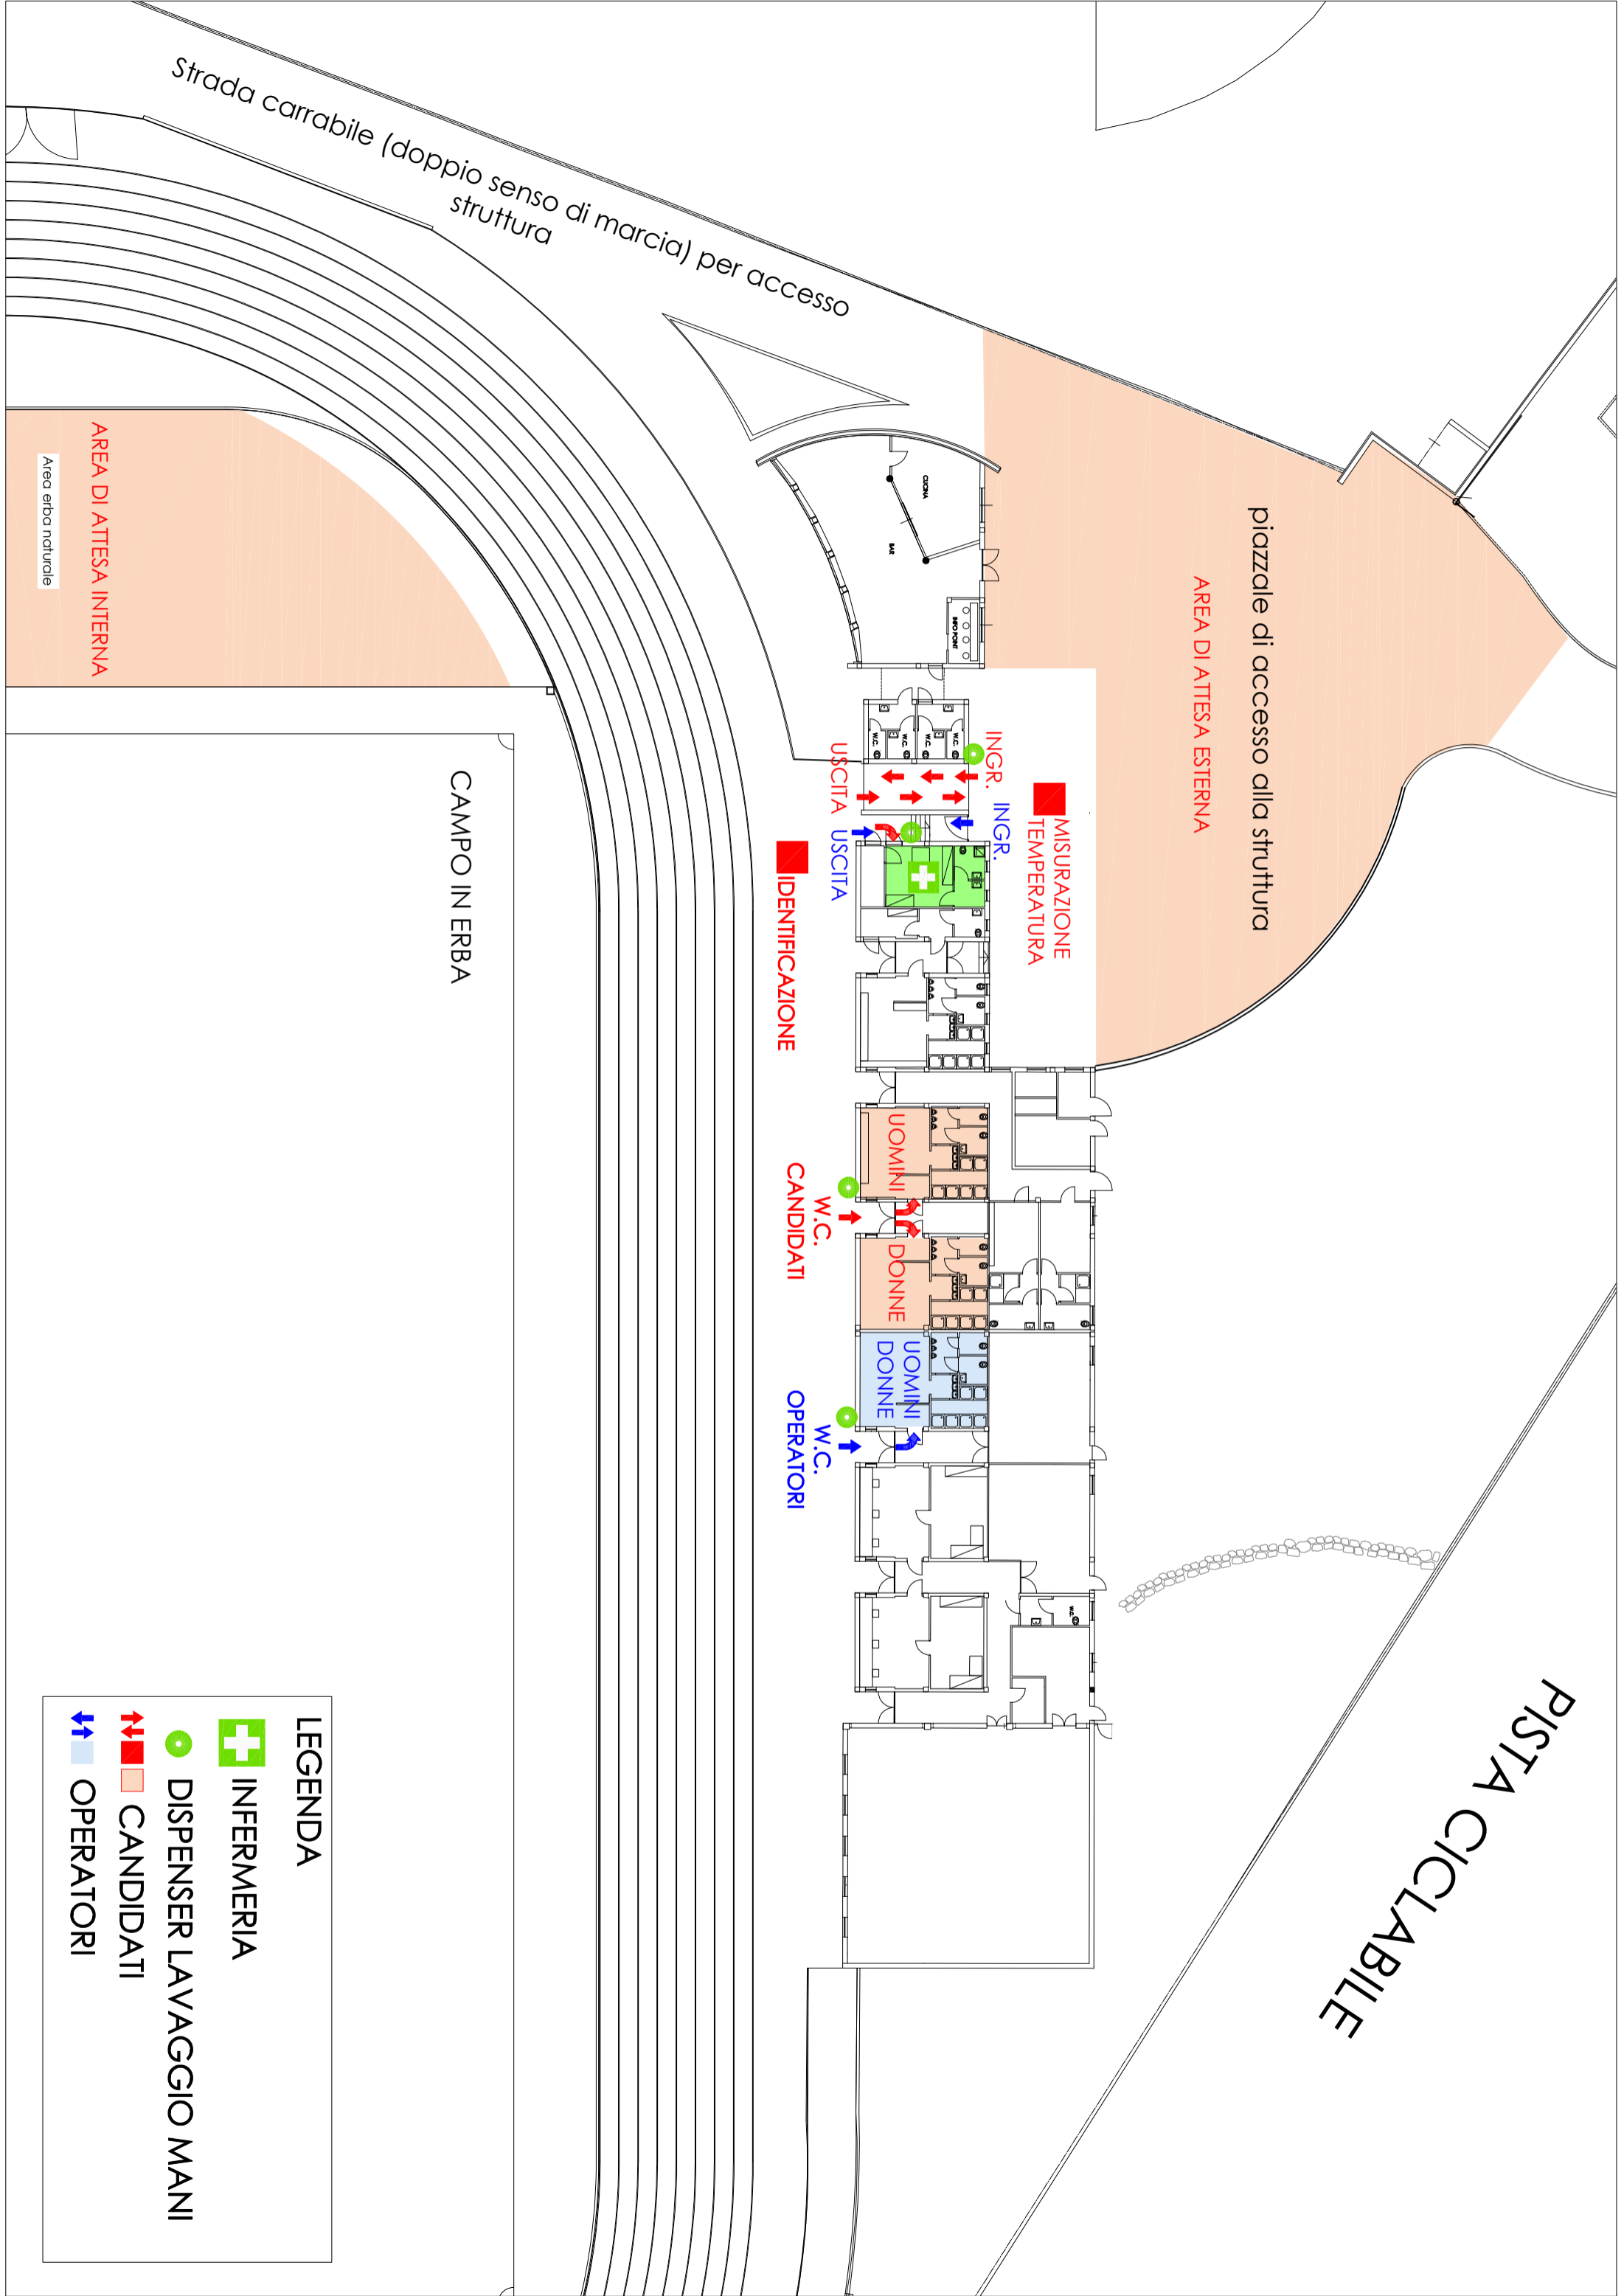 PISTA CICLABILE
piazzale di accesso alla struttura
AREA DI ATTESA ESTERNA
Strada carrabile (doppio senso di marcia) per accesso
struttura
MISURAZIONE
TEMPERATURA
INGR.
INGR.
CUCINA
BAR
INFO POINT
W.C.
W.C.
W.C.
W.C.
USCITA
USCITA
IDENTIFICAZIONE
UOMINI
DONNE
UOMINI
DONNE
W.C.
W.C.
CANDIDATI
W.C.
OPERATORI
CAMPO IN ERBA
AREA DI ATTESA INTERNA
Area erba naturale
LEGENDA
INFERMERIA
DISPENSER LAVAGGIO MANI
CANDIDATI
OPERATORI